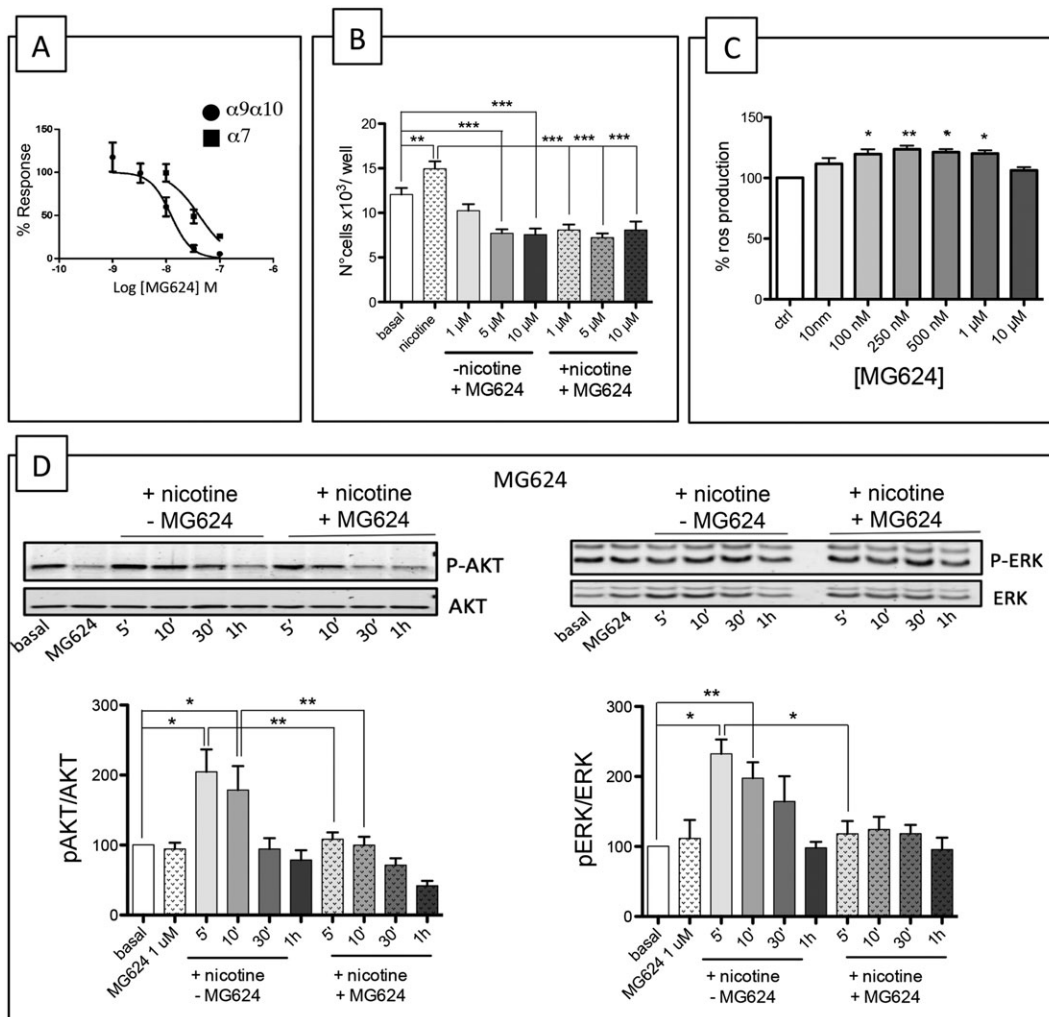 A
α9α10
α7
% Response
150
100
50
0
-10
-9
-8
-7
-6
Log [MG624] M
B
N°cells x10³/ well
20
15
10
5
0
***
***
**
*** *** ***
basal
nicotine
1 µM
5 µM
10 µM
1 µM
5 µM
10 µM
-nicotine
+ MG624
+nicotine
+ MG624
C
% ros production
150
100
50
0
* ** * *
ctrl
10nm
100 nM
250 nM
500 nM
1 µM
10 µM
[MG624]
D
MG624
+ nicotine
- MG624
+ nicotine
+ MG624
P-AKT
AKT
basal
MG624
5'
10'
30'
1h
5'
10'
30'
1h
+ nicotine
- MG624
+ nicotine
+ MG624
P-ERK
ERK
basal
MG624
5'
10'
30'
1h
5'
10'
30'
1h
pAKT/AKT
300
200
100
0
*
**
*
**
basal
MG624 1 uM
5'
10'
30'
1h
5'
10'
30'
1h
+ nicotine
- MG624
+ nicotine
+ MG624
pERK/ERK
300
200
100
0
**
*
*
basal
MG624 1 uM
5'
10'
30'
1h
5'
10'
30'
1h
+ nicotine
- MG624
+ nicotine
+ MG624